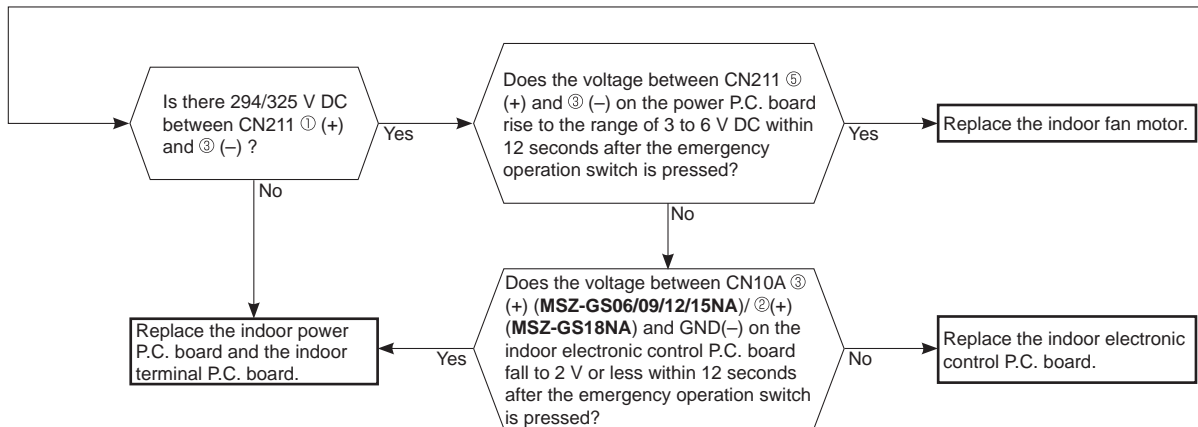 Is there 294/325 V DC
between CN211 ① (+)
and ③ (–) ?
Yes
No
Does the voltage between CN211 ⑤
(+) and ③ (–) on the power P.C. board
rise to the range of 3 to 6 V DC within
12 seconds after the emergency
operation switch is pressed?
Yes
No
Replace the indoor fan motor.
Replace the indoor power
P.C. board and the indoor
terminal P.C. board.
Does the voltage between CN10A ③
(+) (MSZ-GS06/09/12/15NA)/ ②(+)
(MSZ-GS18NA) and GND(–) on the
indoor electronic control P.C. board
fall to 2 V or less within 12 seconds
after the emergency operation switch
is pressed?
Yes
No
Replace the indoor electronic
control P.C. board.